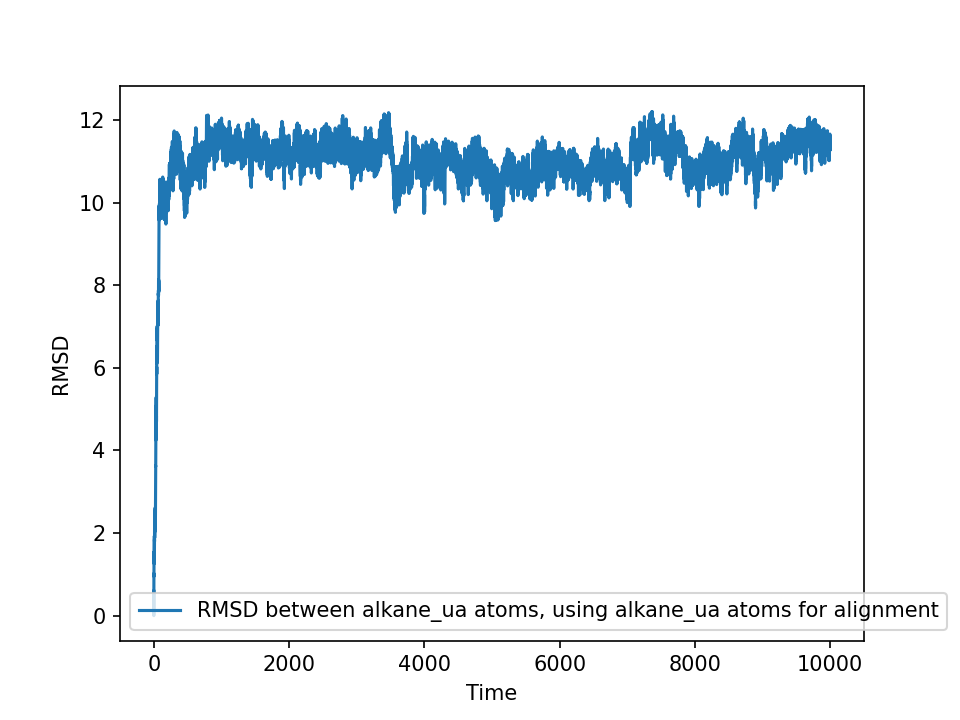 12
10
8
6
4
2
0
RMSD
RMSD between alkane_ua atoms, using alkane_ua atoms for alignment
0 2000 4000 6000 8000 10000
Time